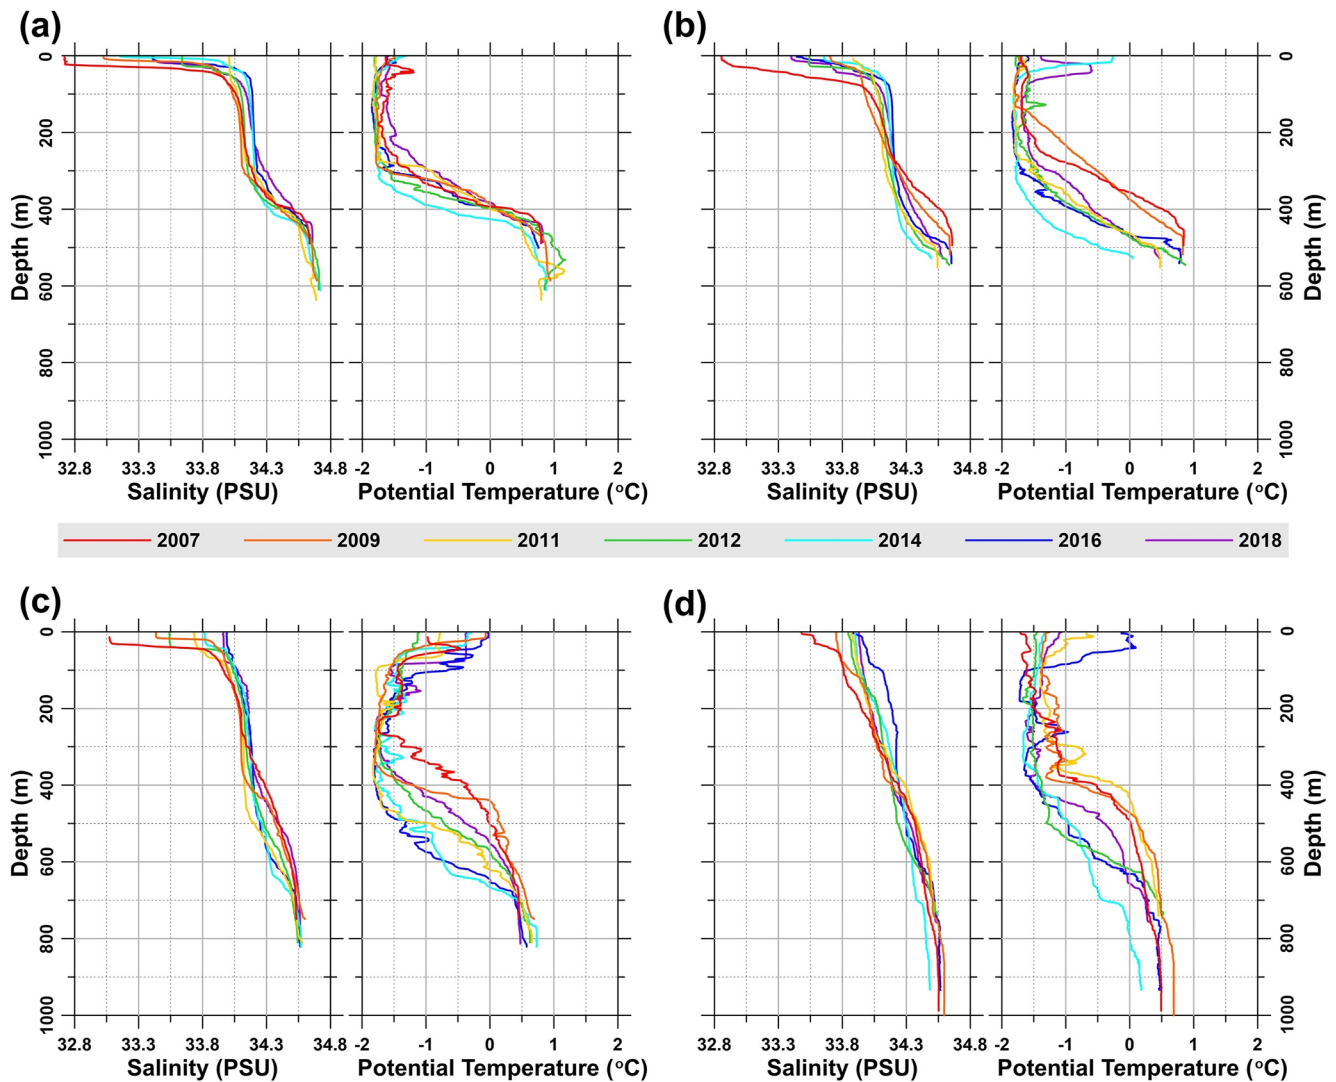 (a) (b)
0 0
200 200
400 400
600 600
800 800
1000 1000
Depth (m) Depth (m)
32.8 33.3 33.8 34.3 34.8 -2 -1 0 1 2 32.8 33.3 33.8 34.3 34.8 -2 -1 0 1 2
Salinity (PSU) Potential Temperature (°C) Salinity (PSU) Potential Temperature (°C)
2007 2009 2011 2012 2014 2016 2018
(c) (d)
0 0
200 200
400 400
600 600
800 800
1000 1000
Depth (m) Depth (m)
32.8 33.3 33.8 34.3 34.8 -2 -1 0 1 2 32.8 33.3 33.8 34.3 34.8 -2 -1 0 1 2
Salinity (PSU) Potential Temperature (°C) Salinity (PSU) Potential Temperature (°C)